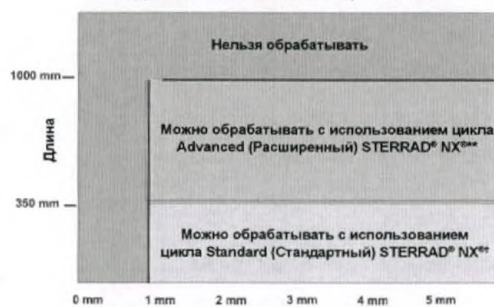 Нельзя обрабатывать
1000 mm
Длина
Можно обрабатывать с использованием цикла
Advanced (Расширенный) STERRAD® NX®**
350 mm
Можно обрабатывать с использованием
цикла Standard (Стандартный) STERRAD® NX®†
0 mm 1 mm 2 mm 3 mm 4 mm 5 mm